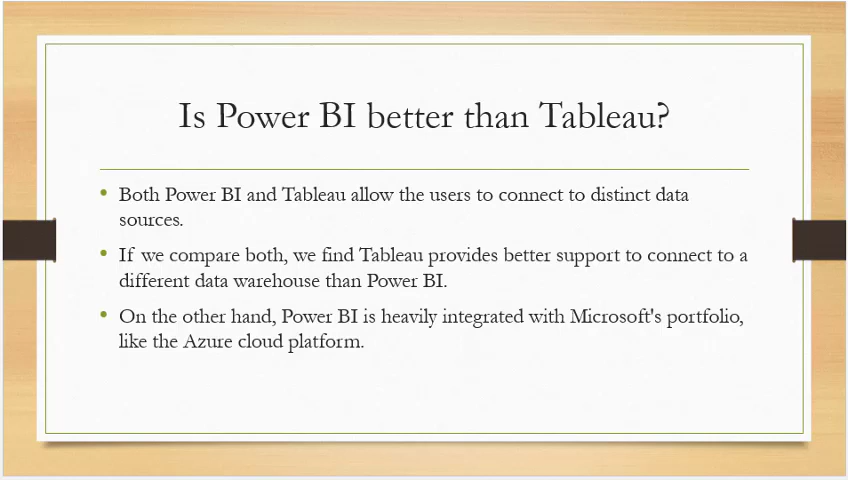 Is Power BI better than Tableau?
• Both Power BI and Tableau allow the users to connect to distinct data
sources.
• If we compare both, we find Tableau provides better support to connect to a
different data warehouse than Power BI.
• On the other hand, Power BI is heavily integrated with Microsoft's portfolio,
like the Azure cloud platform.